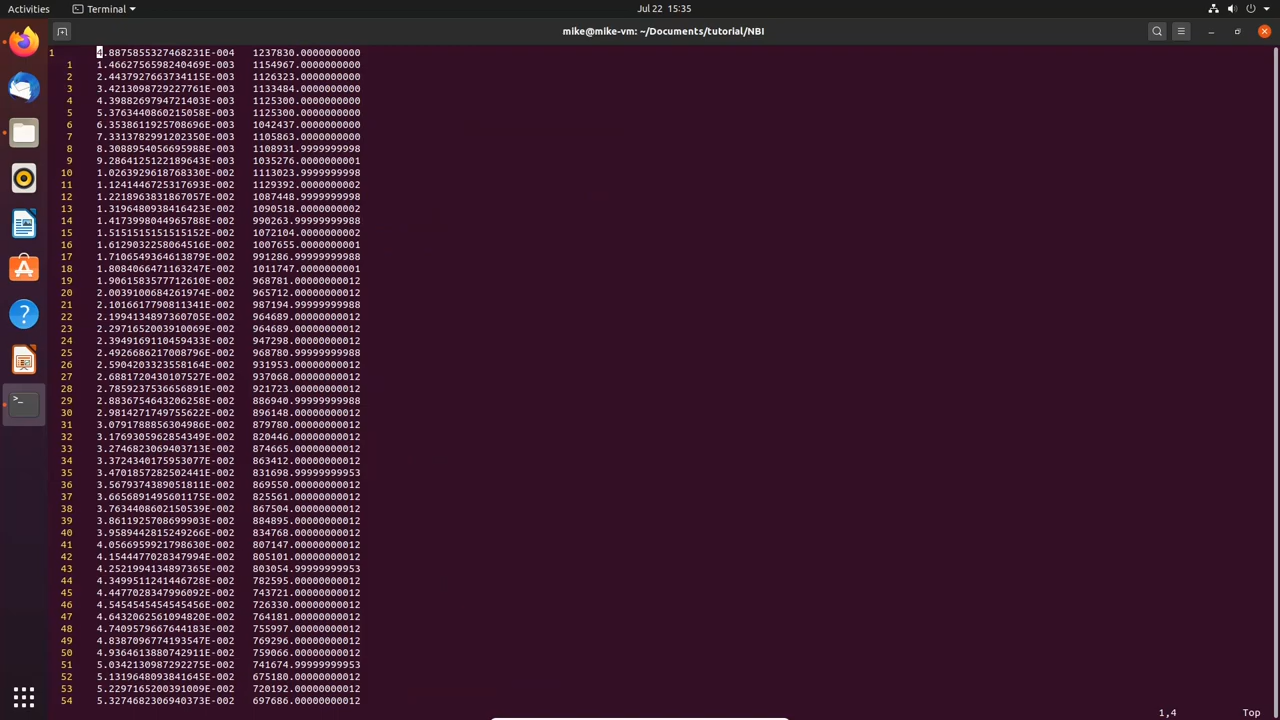 Activities
Terminal
Jul 22 15:35
mike@mike-vm: ~/Documents/tutorial/NBI
1 4.8875855327468231E-004 1237830.0000000000
1 1.4662756598240469E-003 1154967.0000000000
2 2.4437927663734115E-003 1126323.0000000000
3 3.4213098729227761E-003 1133484.0000000000
4 4.3988269794721403E-003 1125300.0000000000
5 5.3763440860215058E-003 1125300.0000000000
6 6.3538611925708696E-003 1042437.0000000000
7 7.3313782991202350E-003 1105863.0000000000
8 8.3088954056695988E-003 1108931.9999999998
9 9.2864125122189643E-003 1035276.0000000001
10 1.0263929618768330E-002 1113023.9999999998
11 1.1241446725317693E-002 1129392.0000000002
12 1.2218963831867057E-002 1087448.9999999998
13 1.3196480938416423E-002 1090518.0000000002
14 1.4173998044965788E-002 990263.99999999988
15 1.5151515151515152E-002 1072104.0000000002
16 1.6129032258064516E-002 1007655.0000000001
17 1.7106549364613879E-002 991286.99999999988
18 1.8084066471163247E-002 1011747.0000000001
19 1.9061583577712610E-002 968781.00000000012
20 2.0039100684261974E-002 965712.00000000012
21 2.1016617790811341E-002 987194.99999999988
22 2.1994134897360705E-002 964689.00000000012
23 2.2971652003910069E-002 964689.00000000012
24 2.3949169110459433E-002 947298.00000000012
25 2.4926686217008796E-002 968780.99999999988
26 2.5904203323558164E-002 931953.00000000012
27 2.6881720430107527E-002 937068.00000000012
28 2.7859237536656891E-002 921723.00000000012
29 2.8836754643206258E-002 886940.99999999988
30 2.9814271749755622E-002 896148.00000000012
31 3.0791788856304986E-002 879780.00000000012
32 3.1769305962854349E-002 820446.00000000012
33 3.2746823069403713E-002 874665.00000000012
34 3.3724340175953077E-002 863412.00000000012
35 3.4701857282502441E-002 831698.99999999953
36 3.5679374389051811E-002 869550.00000000012
37 3.6656891495601175E-002 825561.00000000012
38 3.7634408602150539E-002 867504.00000000012
39 3.8611925708699903E-002 884895.00000000012
40 3.9589442815249266E-002 834768.00000000012
41 4.0566959921798630E-002 807147.00000000012
42 4.1544477028347994E-002 805101.00000000012
43 4.2521994134897365E-002 803054.99999999953
44 4.3499511241446728E-002 782595.00000000012
45 4.4477028347996092E-002 743721.00000000012
46 4.5454545454545456E-002 726330.00000000012
47 4.6432062561094820E-002 764181.00000000012
48 4.7409579667644183E-002 755997.00000000012
49 4.8387096774193547E-002 769296.00000000012
50 4.9364613880742911E-002 759066.00000000012
51 5.0342130987292275E-002 741674.99999999953
52 5.1319648093841645E-002 675180.00000000012
53 5.2297165200391009E-002 720192.00000000012
54 5.3274682306940373E-002 697686.00000000012
1,4 Top